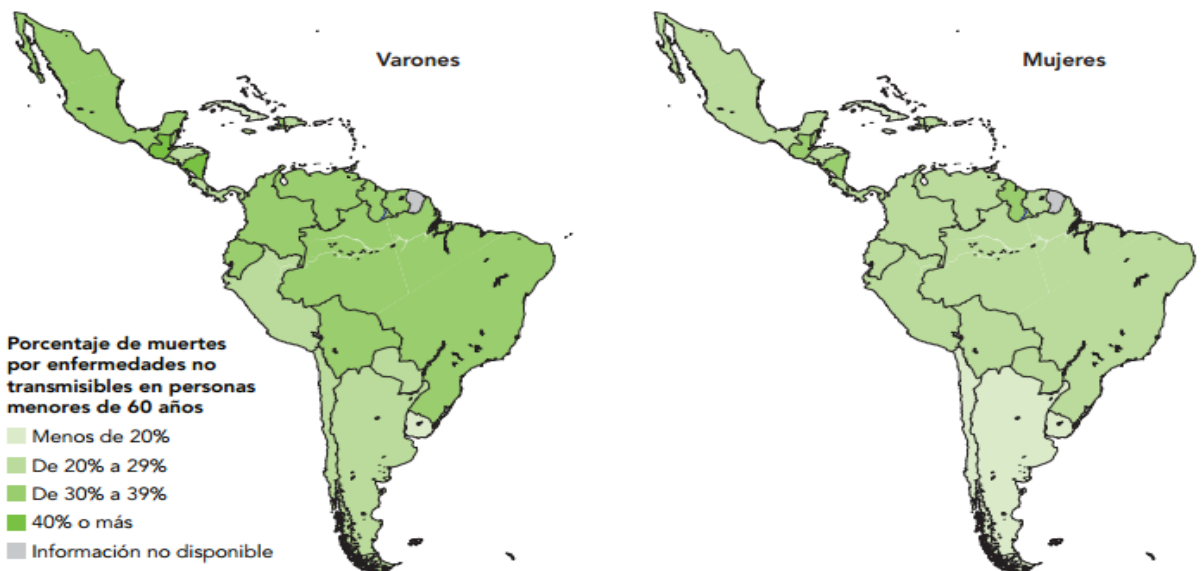 Varones
Mujeres
Porcentaje de muertes
por enfermedades no
transmisibles en personas
menores de 60 años
Menos de 20%
De 20% a 29%
De 30% a 39%
40% o más
Información no disponible